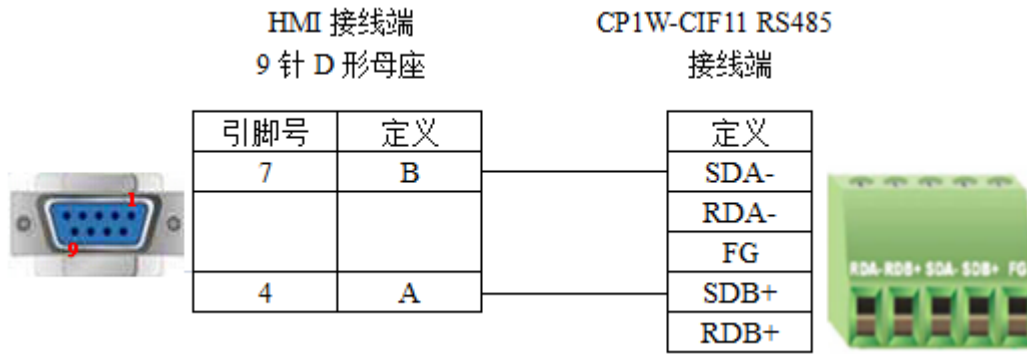 HMI 接线端
9 针 D 形母座
CP1W-CIF11 RS485
接线端
引脚号 定义
7 B
4 A
定义
SDA-
RDA-
FG
SDB+
RDB+
1
9
RDA- RDB+ SDA- SDB+ FG